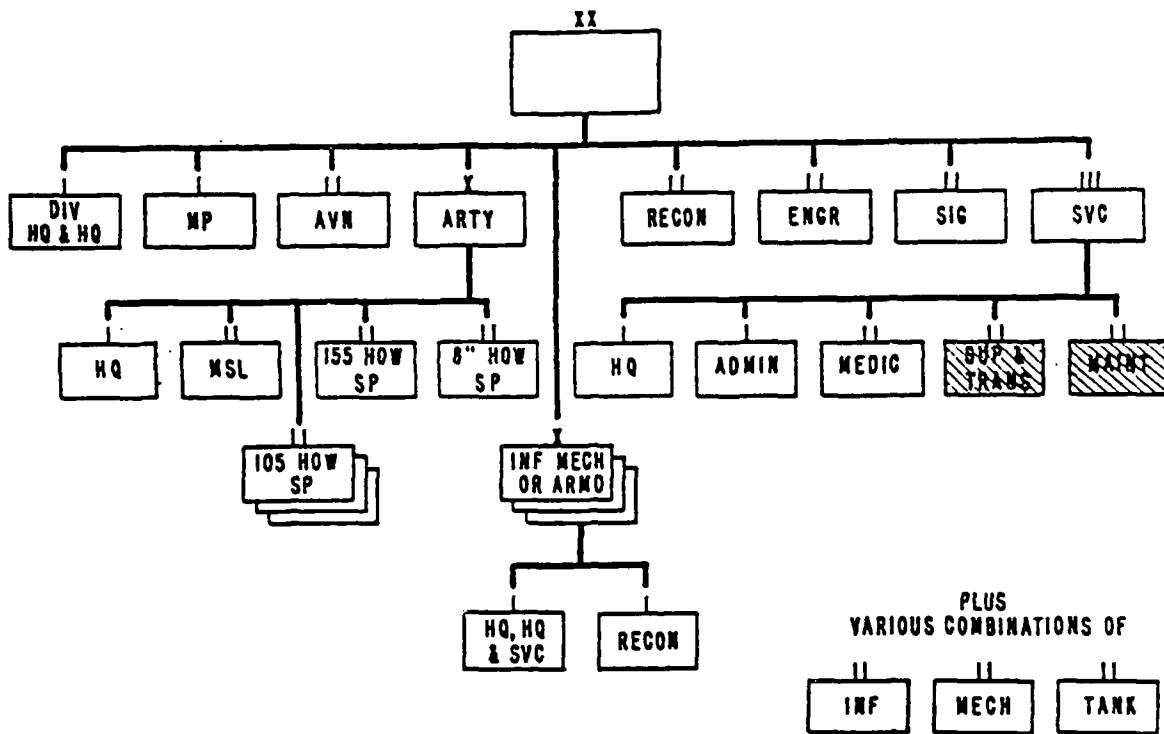 XX
DIV
HQ & HQ
MP
AVN
X
ARTY
RECON
ENGR
SIG
SVC
HQ
MSL
155 HOW
SP
8" HOW
SP
HQ
ADMIN
MEDIC
SUP &
TRANS
MAINT
105 HOW
SP
X
INF MECH
OR ARMD
HQ, HQ
& SVC
RECON
PLUS
VARIOUS COMBINATIONS OF
INF
MECH
TANK